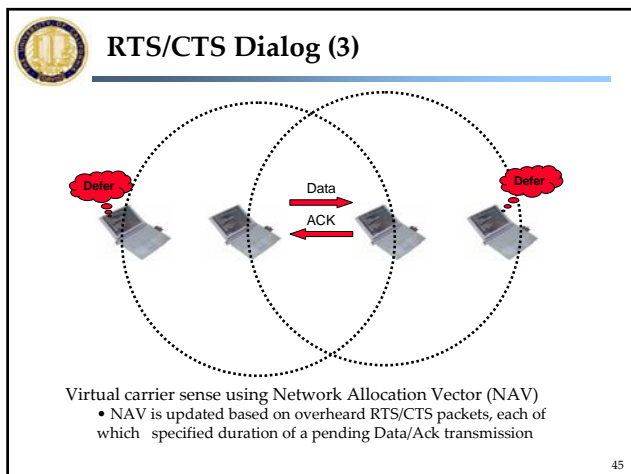 RTS/CTS Dialog (3)
Defer
Defer
Data
ACK
Virtual carrier sense using Network Allocation Vector (NAV)
• NAV is updated based on overheard RTS/CTS packets, each of
which specified duration of a pending Data/Ack transmission
45